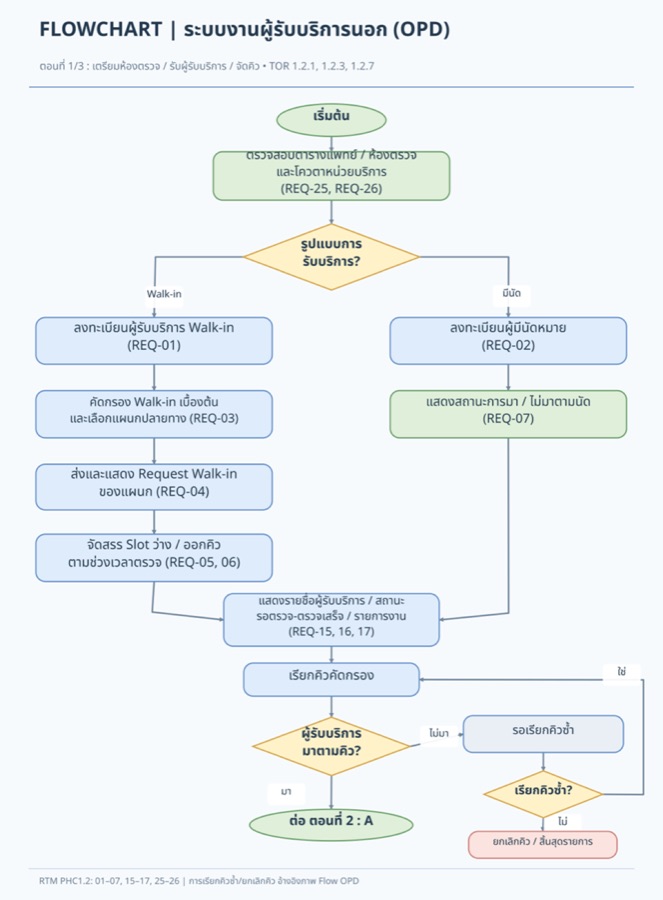 FLOWCHART | ระบบงานผู้รับบริการนอก (OPD)
ตอนที่ 1/3 : เตรียมห้องตรวจ / รับผู้รับบริการ / จัดคิว • TOR 1.2.1, 1.2.3, 1.2.7
เริ่มต้น
ตรวจสอบตารางแพทย์ / ห้องตรวจ
และโควตาหน่วยบริการ
(REQ-25, REQ-26)
รูปแบบการ
รับบริการ?
Walk-in
มีนัด
ลงทะเบียนผู้รับบริการ Walk-in
(REQ-01)
ลงทะเบียนผู้มีนัดหมาย
(REQ-02)
คัดกรอง Walk-in เบื้องต้น
และเลือกแผนกปลายทาง (REQ-03)
แสดงสถานะการมา / ไม่มาตามนัด
(REQ-07)
ส่งและแสดง Request Walk-in
ของแผนก (REQ-04)
จัดสรร Slot ว่าง / ออกคิว
ตามช่วงเวลาตรวจ (REQ-05, 06)
แสดงรายชื่อผู้รับบริการ / สถานะ
รอตรวจ-ตรวจเสร็จ / รายการงาน
(REQ-15, 16, 17)
เรียกคิวคัดกรอง
ใช่
ผู้รับบริการ
มาตามคิว?
ไม่มา
รอเรียกคิวซ้ำ
มา
เรียกคิวซ้ำ?
ไม่
ต่อ ตอนที่ 2 : A
ยกเลิกคิว / สิ้นสุดรายการ
RTM PHC1.2: 01–07, 15–17, 25–26 | การเรียกคิวซ้ำ/ยกเลิกคิว อ้างอิงภาพ Flow OPD